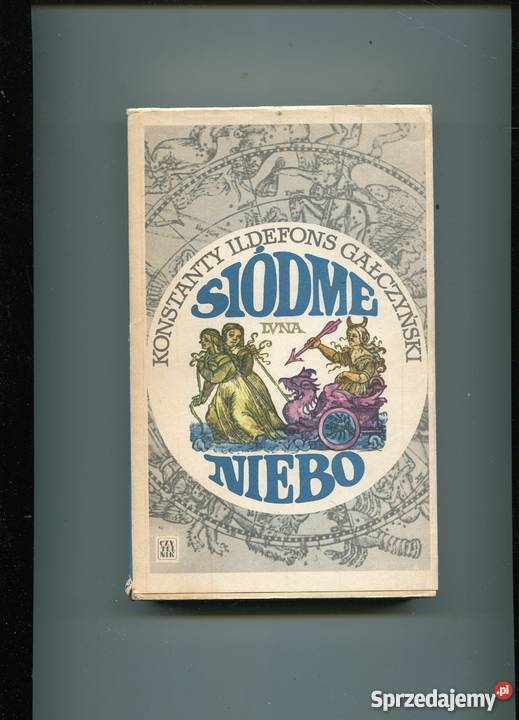 KONSTANTY ILDEFONS GAŁCZYŃSKI
SIÓDME
LVNA
NIEBO
CZY
TEL
NIK
Sprzedajemy.pl